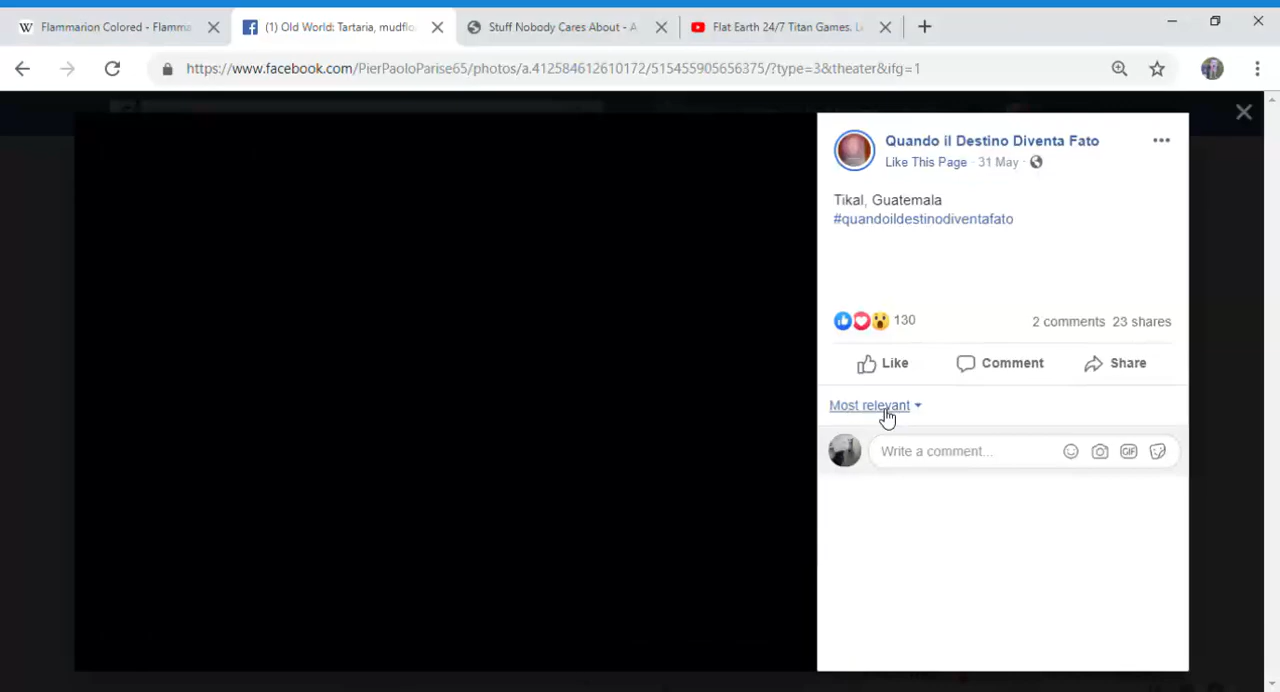 Flammarion Colored - Flamma
(1) Old World: Tartaria, mudflo
Stuff Nobody Cares About - A
Flat Earth 24/7 Titan Games. L
https://www.facebook.com/PierPaoloParise65/photos/a.412584612610172/515455905656375/?type=3&theater&ifg=1
Quando il Destino Diventa Fato
Like This Page · 31 May ·
Tikal, Guatemala
#quandoildestinodiventafato
130 2 comments 23 shares
Like Comment Share
Most relevant
Write a comment... GIF